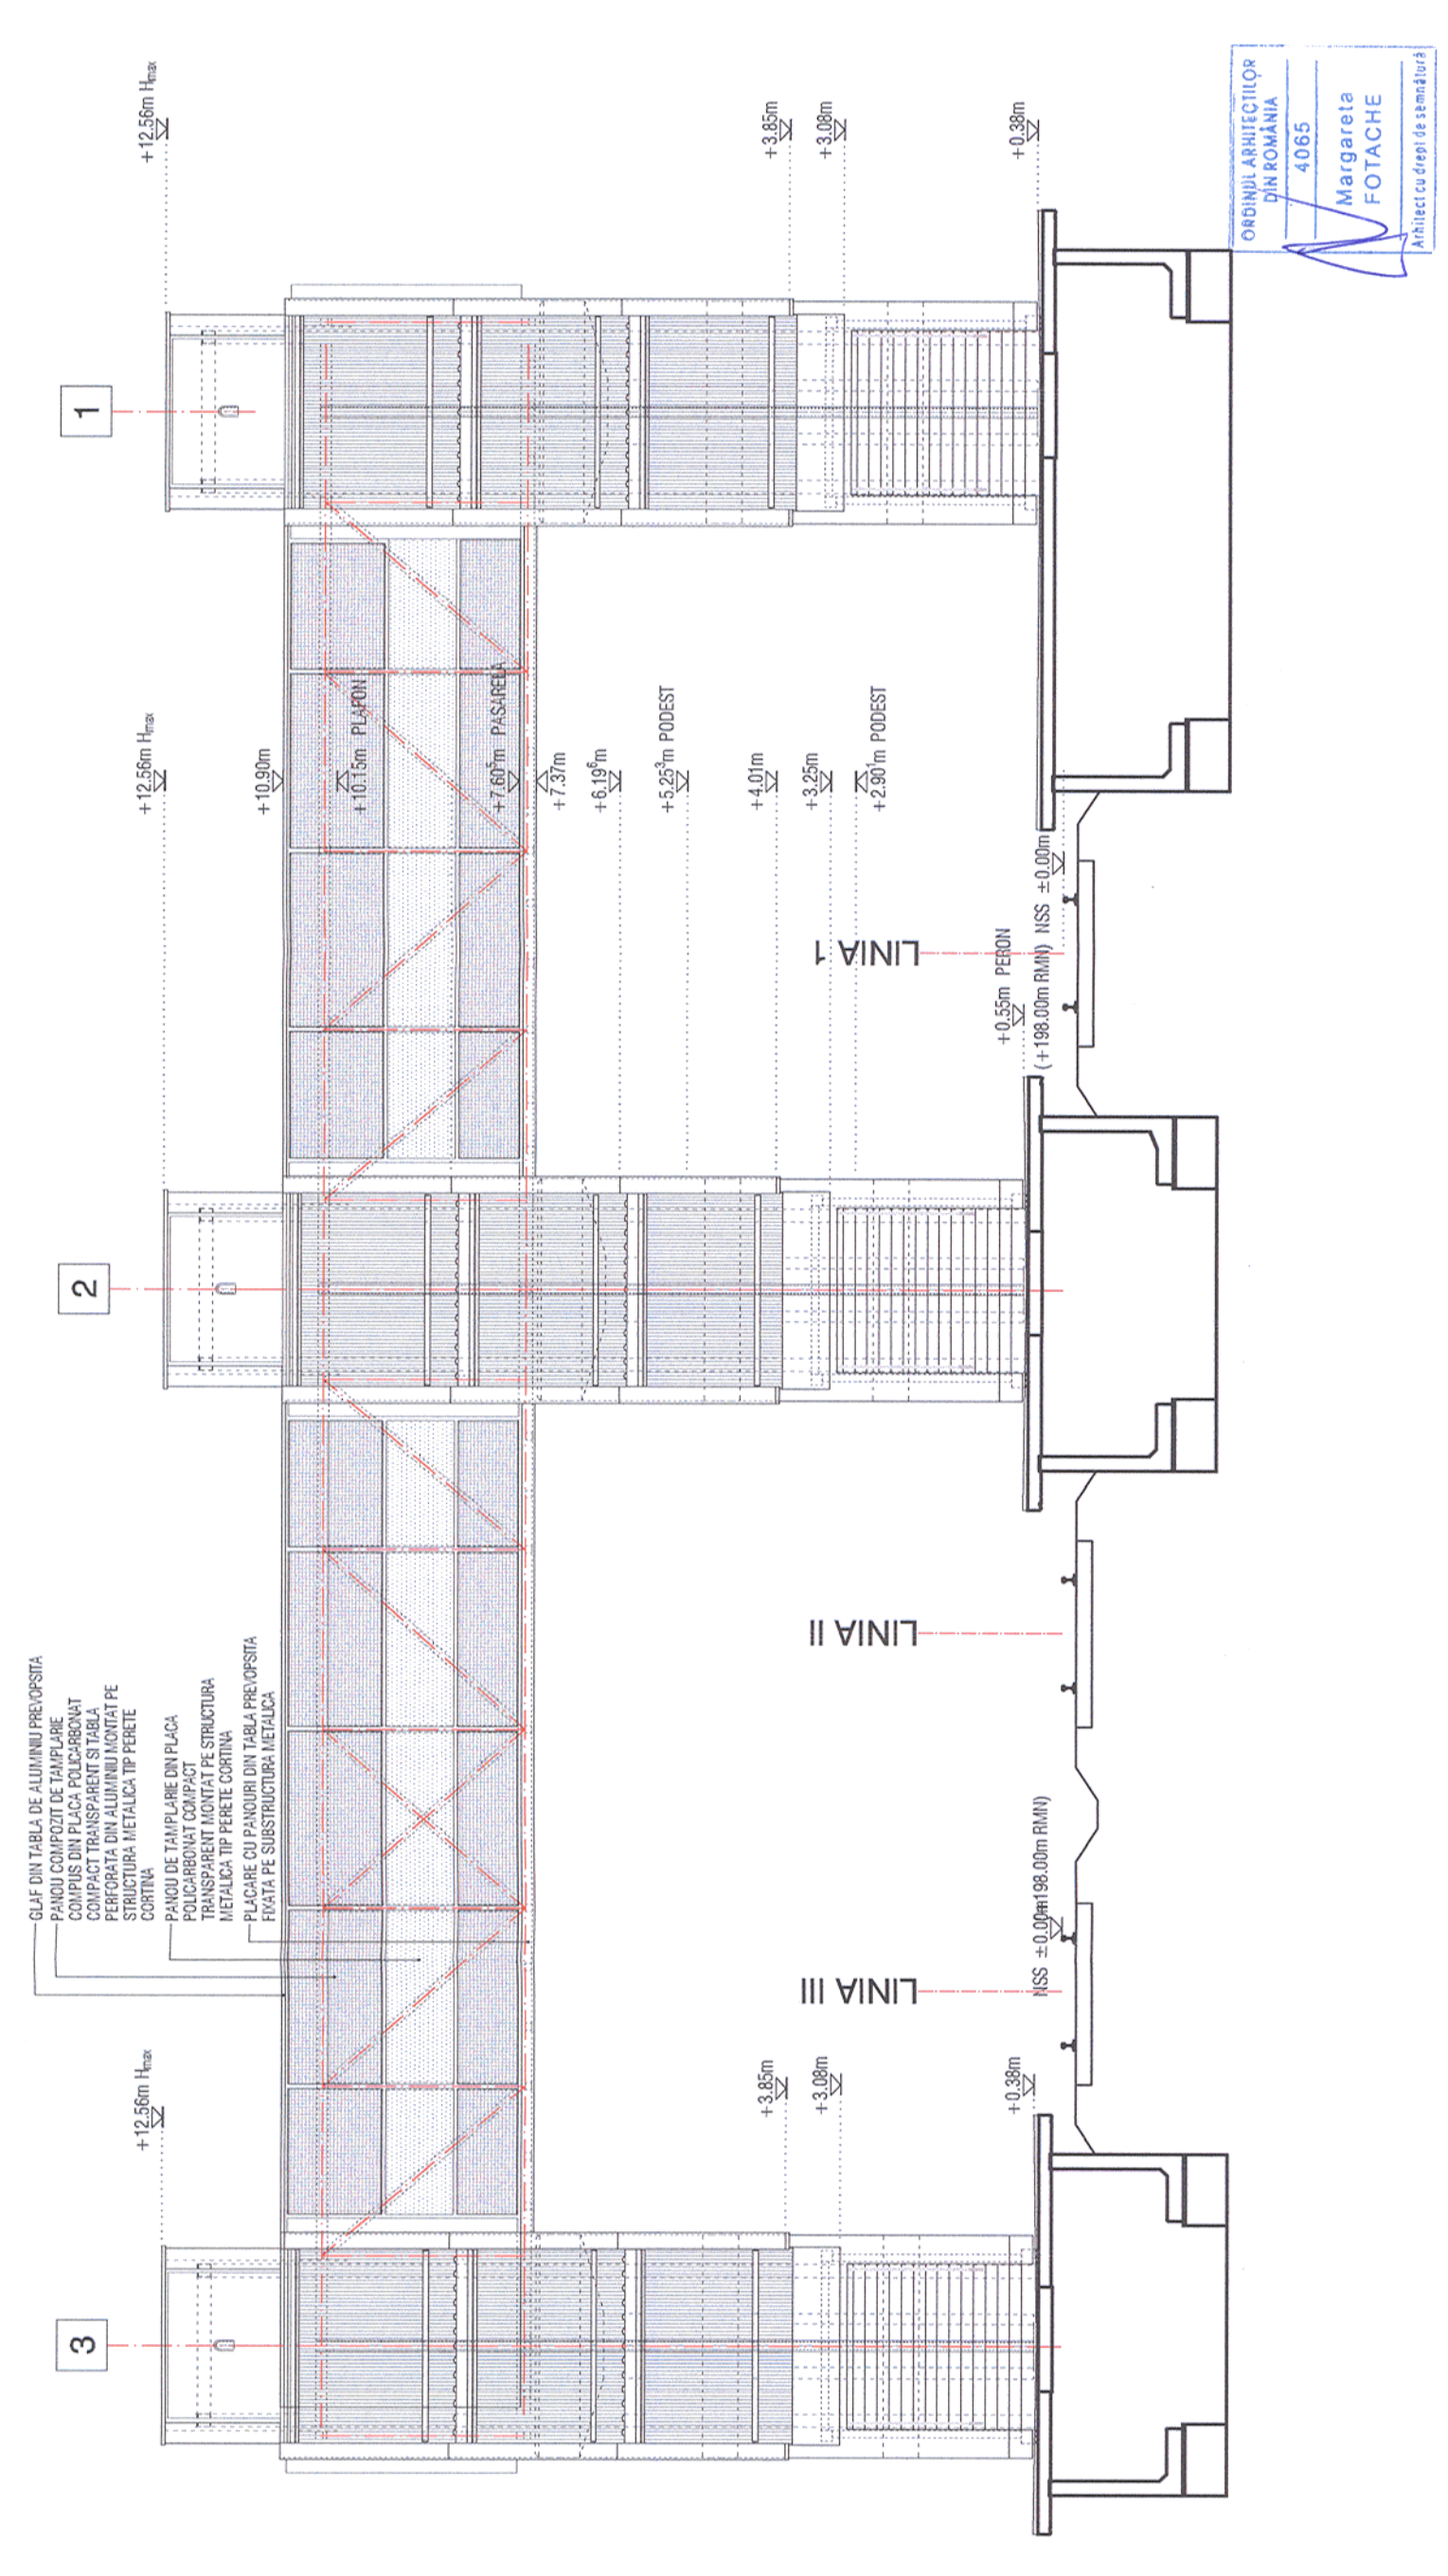 ORDINUL ARHITECTILOR
DIN ROMÂNIA
4065
Margareta
FOTACHE
Arhitect cu drept de semnătură
GLAF DIN TABLA DE ALUMINIU PREVOPSITA
PANOU COMPOZIT DE TAMPLARIE
COMPUS DIN PLACA POLICARBONAT
COMPACT TRANSPARENT SI TABLA
PERFORATA DIN ALUMINIU MONTAT PE
STRUCTURA METALICA TIP PERETE
CORTINA
PANOU DE TAMPLARIE DIN PLACA
POLICARBONAT COMPACT
TRANSPARENT MONTAT PE STRUCTURA
METALICA TIP PERETE CORTINA
PLACARE CU PANOURI DIN TABLA PREVOPSITA
FIXATA PE SUBSTRUCTURA METALICA
3
2
1
+12.56m Hmax
+3.85m
+3.08m
+0.38m
LINIA III
NSS ±0.00m
198.00m RMN)
LINIA II
+12.56m Hmax
+10.90m
+10.15m PLAFON
+7.60⁵m PASARELA
+7.37m
+6.19⁶m
+5.25³m PODEST
+4.01m
+3.25m
+2.90¹m PODEST
LINIA 1
+0.55m PERON
(+198.00m RMN) NSS ±0.00m
+12.56m Hmax
+3.85m
+3.08m
+0.38m